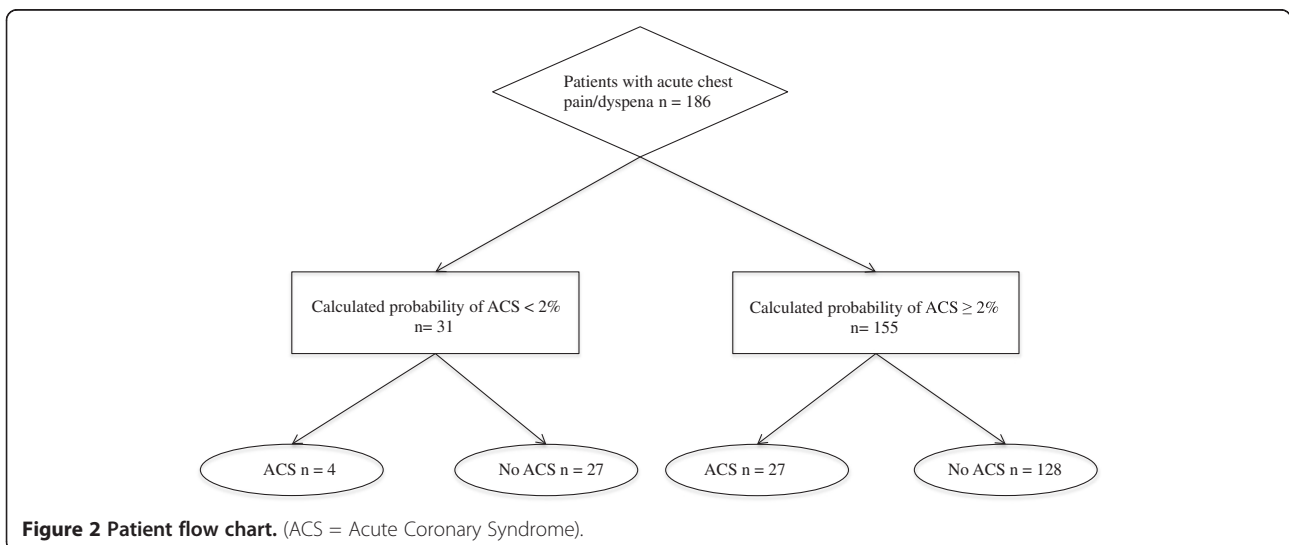 Patients with acute chest
pain/dyspena n = 186
Calculated probability of ACS < 2%
n= 31
Calculated probability of ACS ≥ 2%
n= 155
ACS n = 4
No ACS n = 27
ACS n = 27
No ACS n = 128
Figure 2 Patient flow chart. (ACS = Acute Coronary Syndrome).